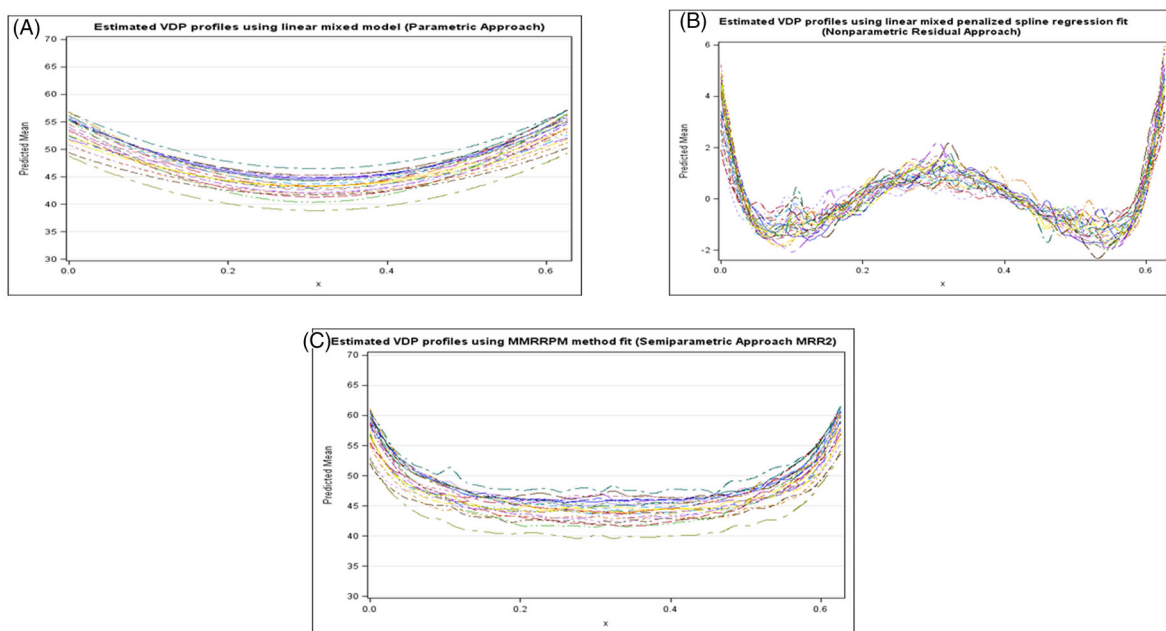 (A)
Estimated VDP profiles using linear mixed model (Parametric Approach)
70
65
60
55
50
45
40
35
30
Predicted Mean
0.0
0.2
0.4
0.6
x
(B)
Estimated VDP profiles using linear mixed penalized spline regression fit
(Nonparametric Residual Approach)
6
4
2
0
-2
Predicted Mean
0.0
0.2
0.4
0.6
x
(C)
Estimated VDP profiles using MMRRPM method fit (Semiparametric Approach MRR2)
70
65
60
55
50
45
40
35
30
Predicted Mean
0.0
0.2
0.4
0.6
x